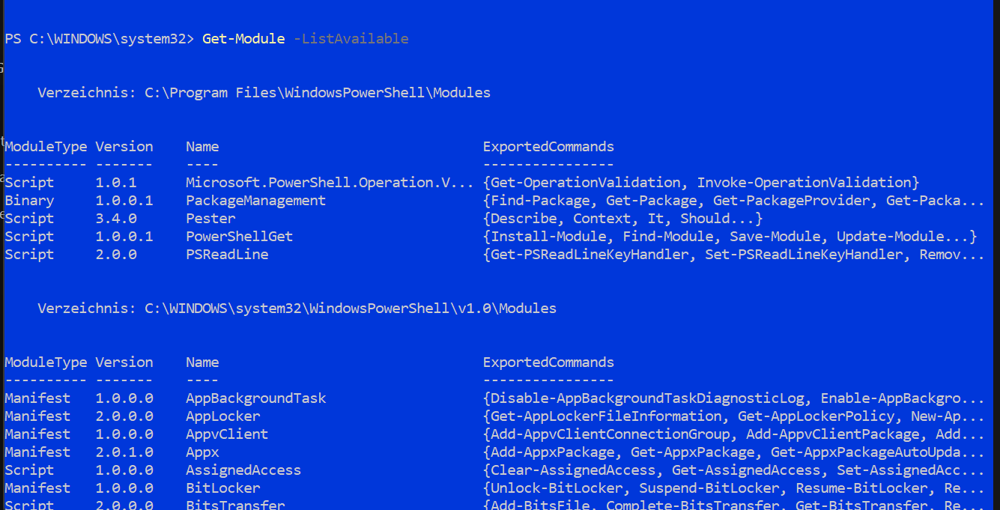 PS C:\WINDOWS\system32> Get-Module -ListAvailable
Verzeichnis: C:\Program Files\WindowsPowerShell\Modules
ModuleType Version    Name                                ExportedCommands
---------- -------    ----                                ----------------
Script     1.0.1      Microsoft.PowerShell.Operation.V... {Get-OperationValidation, Invoke-OperationValidation}
Binary     1.0.0.1    PackageManagement                   {Find-Package, Get-Package, Get-PackageProvider, Get-Packa...
Script     3.4.0      Pester                              {Describe, Context, It, Should...}
Script     1.0.0.1    PowerShellGet                       {Install-Module, Find-Module, Save-Module, Update-Module...}
Script     2.0.0      PSReadLine                          {Get-PSReadLineKeyHandler, Set-PSReadLineKeyHandler, Remov...
Verzeichnis: C:\WINDOWS\system32\WindowsPowerShell\v1.0\Modules
ModuleType Version    Name                                ExportedCommands
---------- -------    ----                                ----------------
Manifest   1.0.0.0    AppBackgroundTask                   {Disable-AppBackgroundTaskDiagnosticLog, Enable-AppBackgro...
Manifest   2.0.0.0    AppLocker                           {Get-AppLockerFileInformation, Get-AppLockerPolicy, New-Ap...
Manifest   1.0.0.0    AppvClient                          {Add-AppvClientConnectionGroup, Add-AppvClientPackage, Add...
Manifest   2.0.1.0    Appx                                {Add-AppxPackage, Get-AppxPackage, Get-AppxPackageAutoUpda...
Script     1.0.0.0    AssignedAccess                      {Clear-AssignedAccess, Get-AssignedAccess, Set-AssignedAcc...
Manifest   1.0.0.0    BitLocker                           {Unlock-BitLocker, Suspend-BitLocker, Resume-BitLocker, Re...
Script     2.0.0.0    BitsTransfer                        {Add-BitsFile, Complete-BitsTransfer, Get-BitsTransfer, Re...